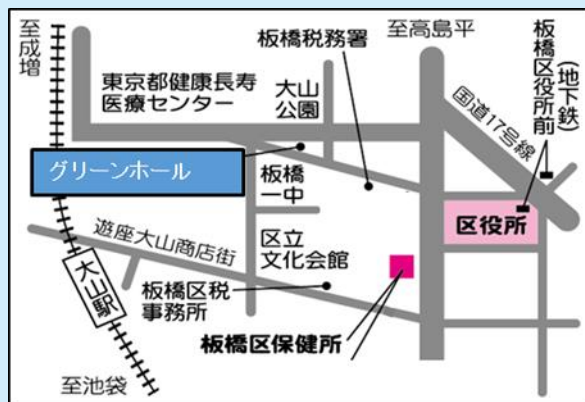 至成増
板橋税務署
至高島平
板橋区役所前
(地下鉄)
東京都健康長寿
医療センター
大山
公園
国道17号線
グリーンホール
板橋
一中
区役所
遊座大山商店街
区立
文化会館
大山駅
板橋区税
事務所
板橋区保健所
至池袋